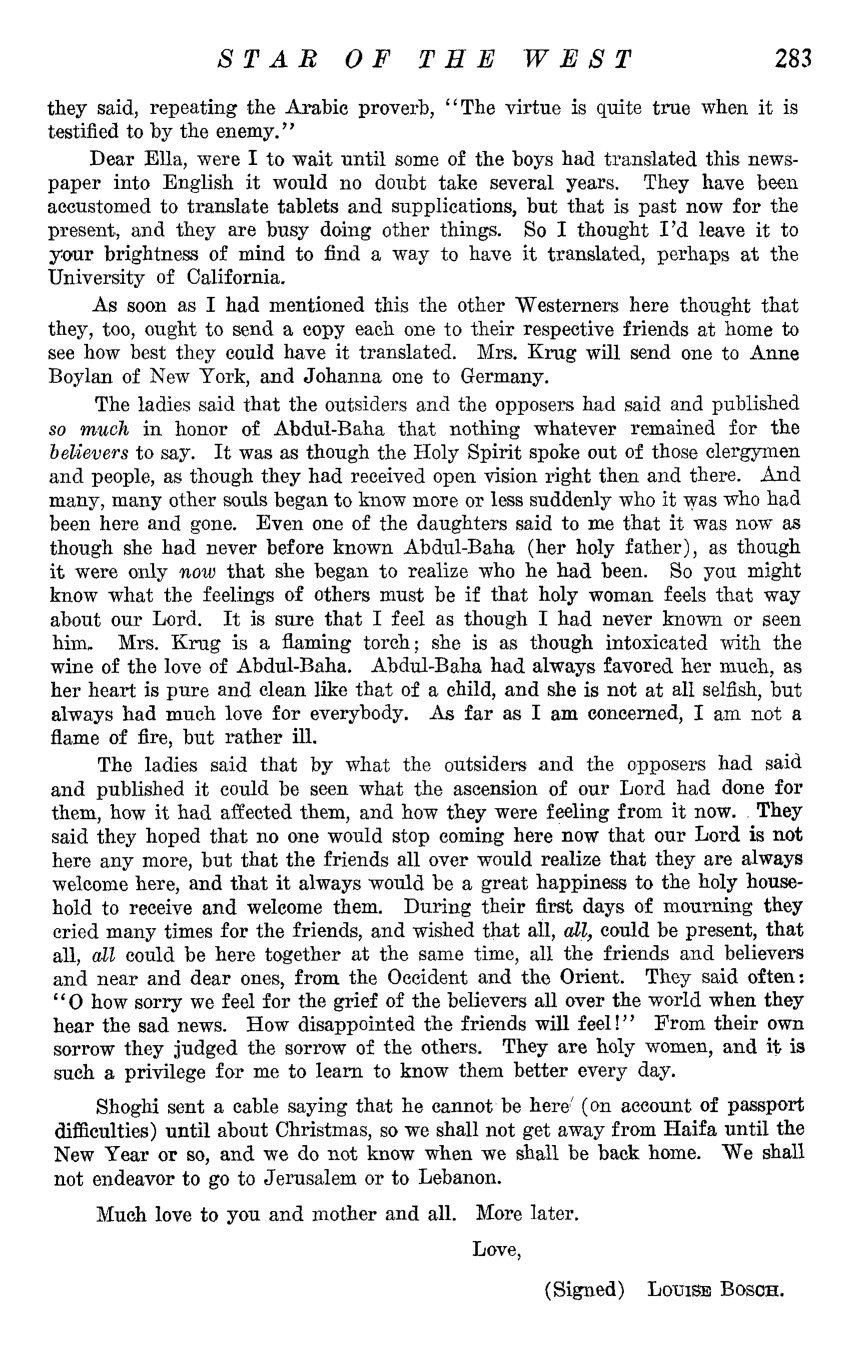 STAR OF THE WEST 283
they said, repeating the Arabic proverb, "The virtue is quite true when it is
testified to by the enemy."
Dear Ella, were I to wait until some of the boys had translated this news-
paper into English it would no doubt take several years. They have been
accustomed to translate tablets and supplications, but that is past now for the
present, and they are busy doing other things. So I thought I'd leave it to
your brightness of mind to find a way to have it translated, perhaps at the
University of California.
As soon as I had mentioned this the other Westerners here thought that
they, too, ought to send a copy each one to their respective friends at home to
see how best they could have it translated. Mrs. Krug will send one to Anne
Boylan of New York, and Johanna one to Germany.
The ladies said that the outsiders and the opposers had said and published
so much in honor of Abdul-Baha that nothing whatever remained for the
believers to say. It was as though the Holy Spirit spoke out of those clergymen
and people, as though they had received open vision right then and there. And
many, many other souls began to know more or less suddenly who it was who had
been here and gone. Even one of the daughters said to me that it was now as
though she had never before known Abdul-Baha (her holy father), as though
it were only now that she began to realize who he had been. So you might
know what the feelings of others must be if that holy woman feels that way
about our Lord. It is sure that I feel as though I had never known or seen
him. Mrs. Krug is a flaming torch; she is as though intoxicated with the
wine of the love of Abdul-Baha. Abdul-Baha had always favored her much, as
her heart is pure and clean like that of a child, and she is not at all selfish, but
always had much love for everybody. As far as I am concerned, I am not a
flame of fire, but rather ill.
The ladies said that by what the outsiders and the opposers had said
and published it could be seen what the ascension of our Lord had done for
them, how it had affected them, and how they were feeling from it now. They
said they hoped that no one would stop coming here now that our Lord is not
here any more, but that the friends all over would realize that they are always
welcome here, and that it always would be a great happiness to the holy house-
hold to receive and welcome them. During their first days of mourning they
cried many times for the friends, and wished that all, all, could be present, that
all, all could be here together at the same time, all the friends and believers
and near and dear ones, from the Occident and the Orient. They said often:
"O how sorry we feel for the grief of the believers all over the world when they
hear the sad news. How disappointed the friends will feel!" From their own
sorrow they judged the sorrow of the others. They are holy women, and it is
such a privilege for me to learn to know them better every day.
Shoghi sent a cable saying that he cannot be here (on account of passport
difficulties) until about Christmas, so we shall not get away from Haifa until the
New Year or so, and we do not know when we shall be back home. We shall
not endeavor to go to Jerusalem or to Lebanon.
Much love to you and mother and all. More later.
Love,
(Signed) LOUISE BOSCH.